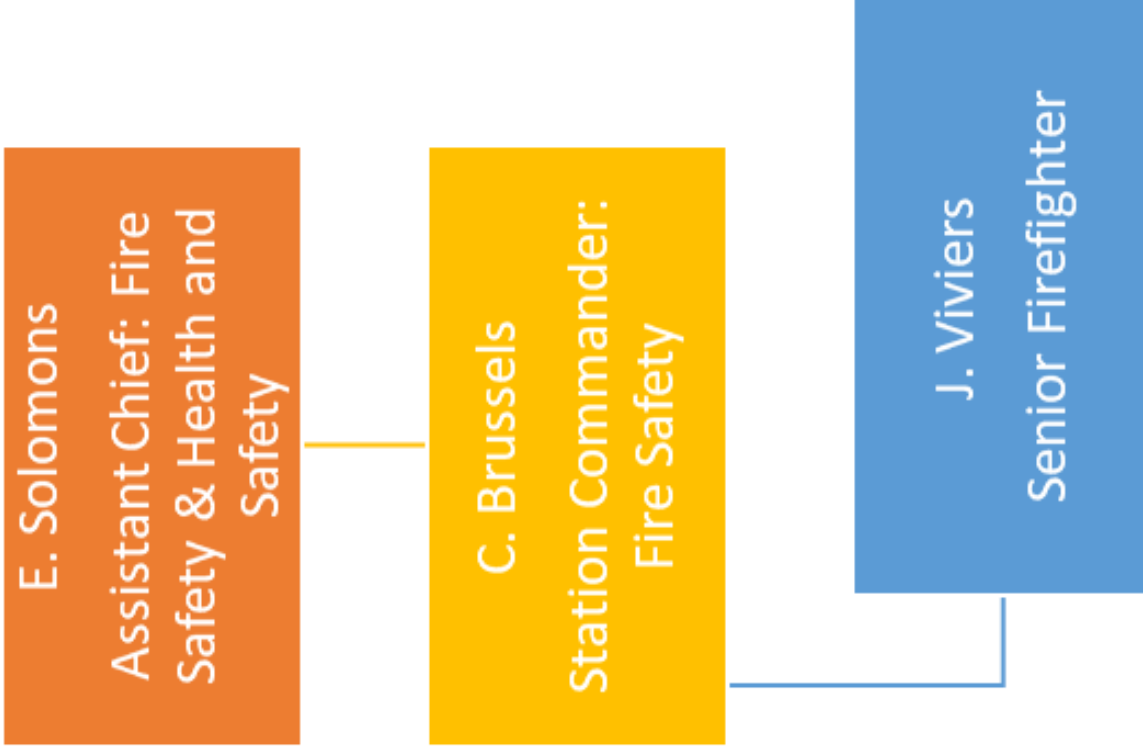 E. Solomons
Assistant Chief: Fire
Safety & Health and
Safety
C. Brussels
Station Commander:
Fire Safety
J. Viviers
Senior Firefighter